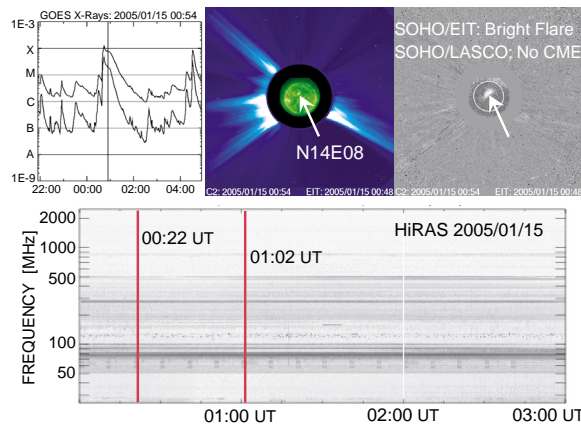 GOES X-Rays: 2005/01/15 00:54
1E-3
X
M
C
B
A
1E-9
22:00 00:00 02:00 04:00
N14E08
C2: 2005/01/15 00:54 EIT: 2005/01/15 00:48
SOHO/EIT: Bright Flare
SOHO/LASCO: No CME
C2: 2005/01/15 00:54 EIT: 2005/01/15 00:48
FREQUENCY [MHz]
2000
1000
500
100
50
00:22 UT
01:02 UT
HiRAS 2005/01/15
01:00 UT 02:00 UT 03:00 UT